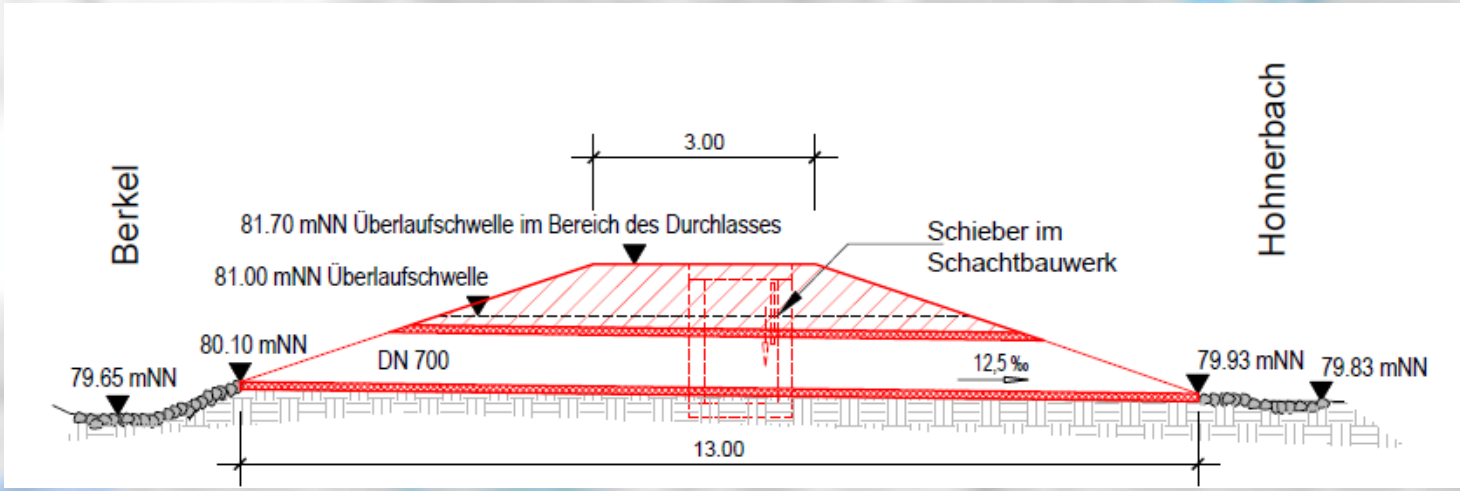 3.00
Berkel
Hohnerbach
81.70 mNN Überlaufschwelle im Bereich des Durchlasses
Schieber im
Schachtbauwerk
81.00 mNN Überlaufschwelle
80.10 mNN
DN 700
12,5 ‰
79.93 mNN
79.65 mNN
79.83 mNN
13.00